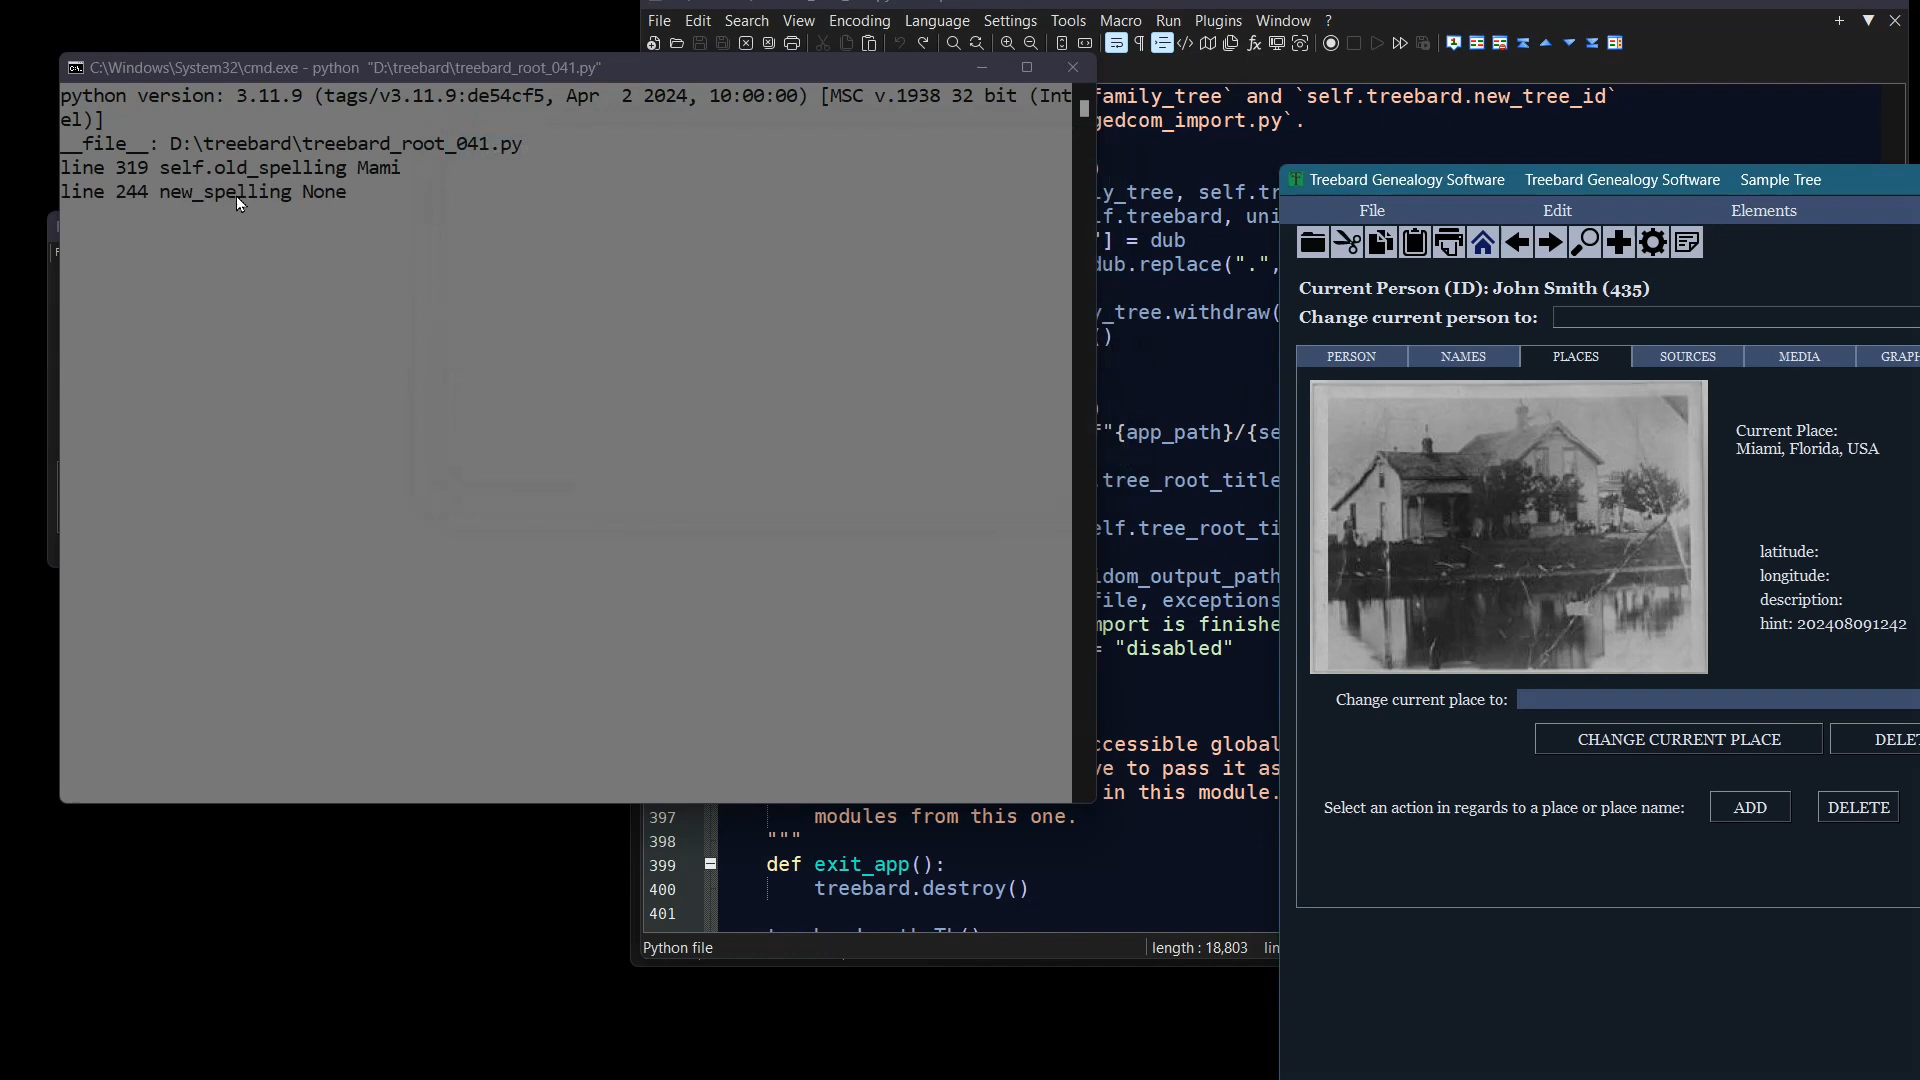 File Edit Search View Encoding Language Settings Tools Macro Run Plugins Window ?
C:\Windows\System32\cmd.exe - python "D:\treebard\treebard_root_041.py"
python version: 3.11.9 (tags/v3.11.9:de54cf5, Apr  2 2024, 10:00:00) [MSC v.1938 32 bit (Int
el)]
__file__: D:\treebard\treebard_root_041.py
line 319 self.old_spelling Mami
line 244 new_spelling None
family_tree` and `self.treebard.new_tree_id`
gedcom_import.py`.
ly_tree, self.tr
lf.treebard, uni
'] = dub
dub.replace(".",
y_tree.withdraw(
()
)
f"{app_path}/{se
.tree_root_title
elf.tree_root_ti
idom_output_path
file, exceptions
mport is finishe
= "disabled"
ccessible global
ve to pass it as
in this module.
397 modules from this one.
398 """
399 def exit_app():
400 treebard.destroy()
401
Python file length : 18,803 lin
Treebard Genealogy Software Treebard Genealogy Software Sample Tree
File Edit Elements
Current Person (ID): John Smith (435)
Change current person to:
PERSON NAMES PLACES SOURCES MEDIA GRAPH
Current Place:
Miami, Florida, USA
latitude:
longitude:
description:
hint: 202408091242
Change current place to:
CHANGE CURRENT PLACE DELET
Select an action in regards to a place or place name: ADD DELETE